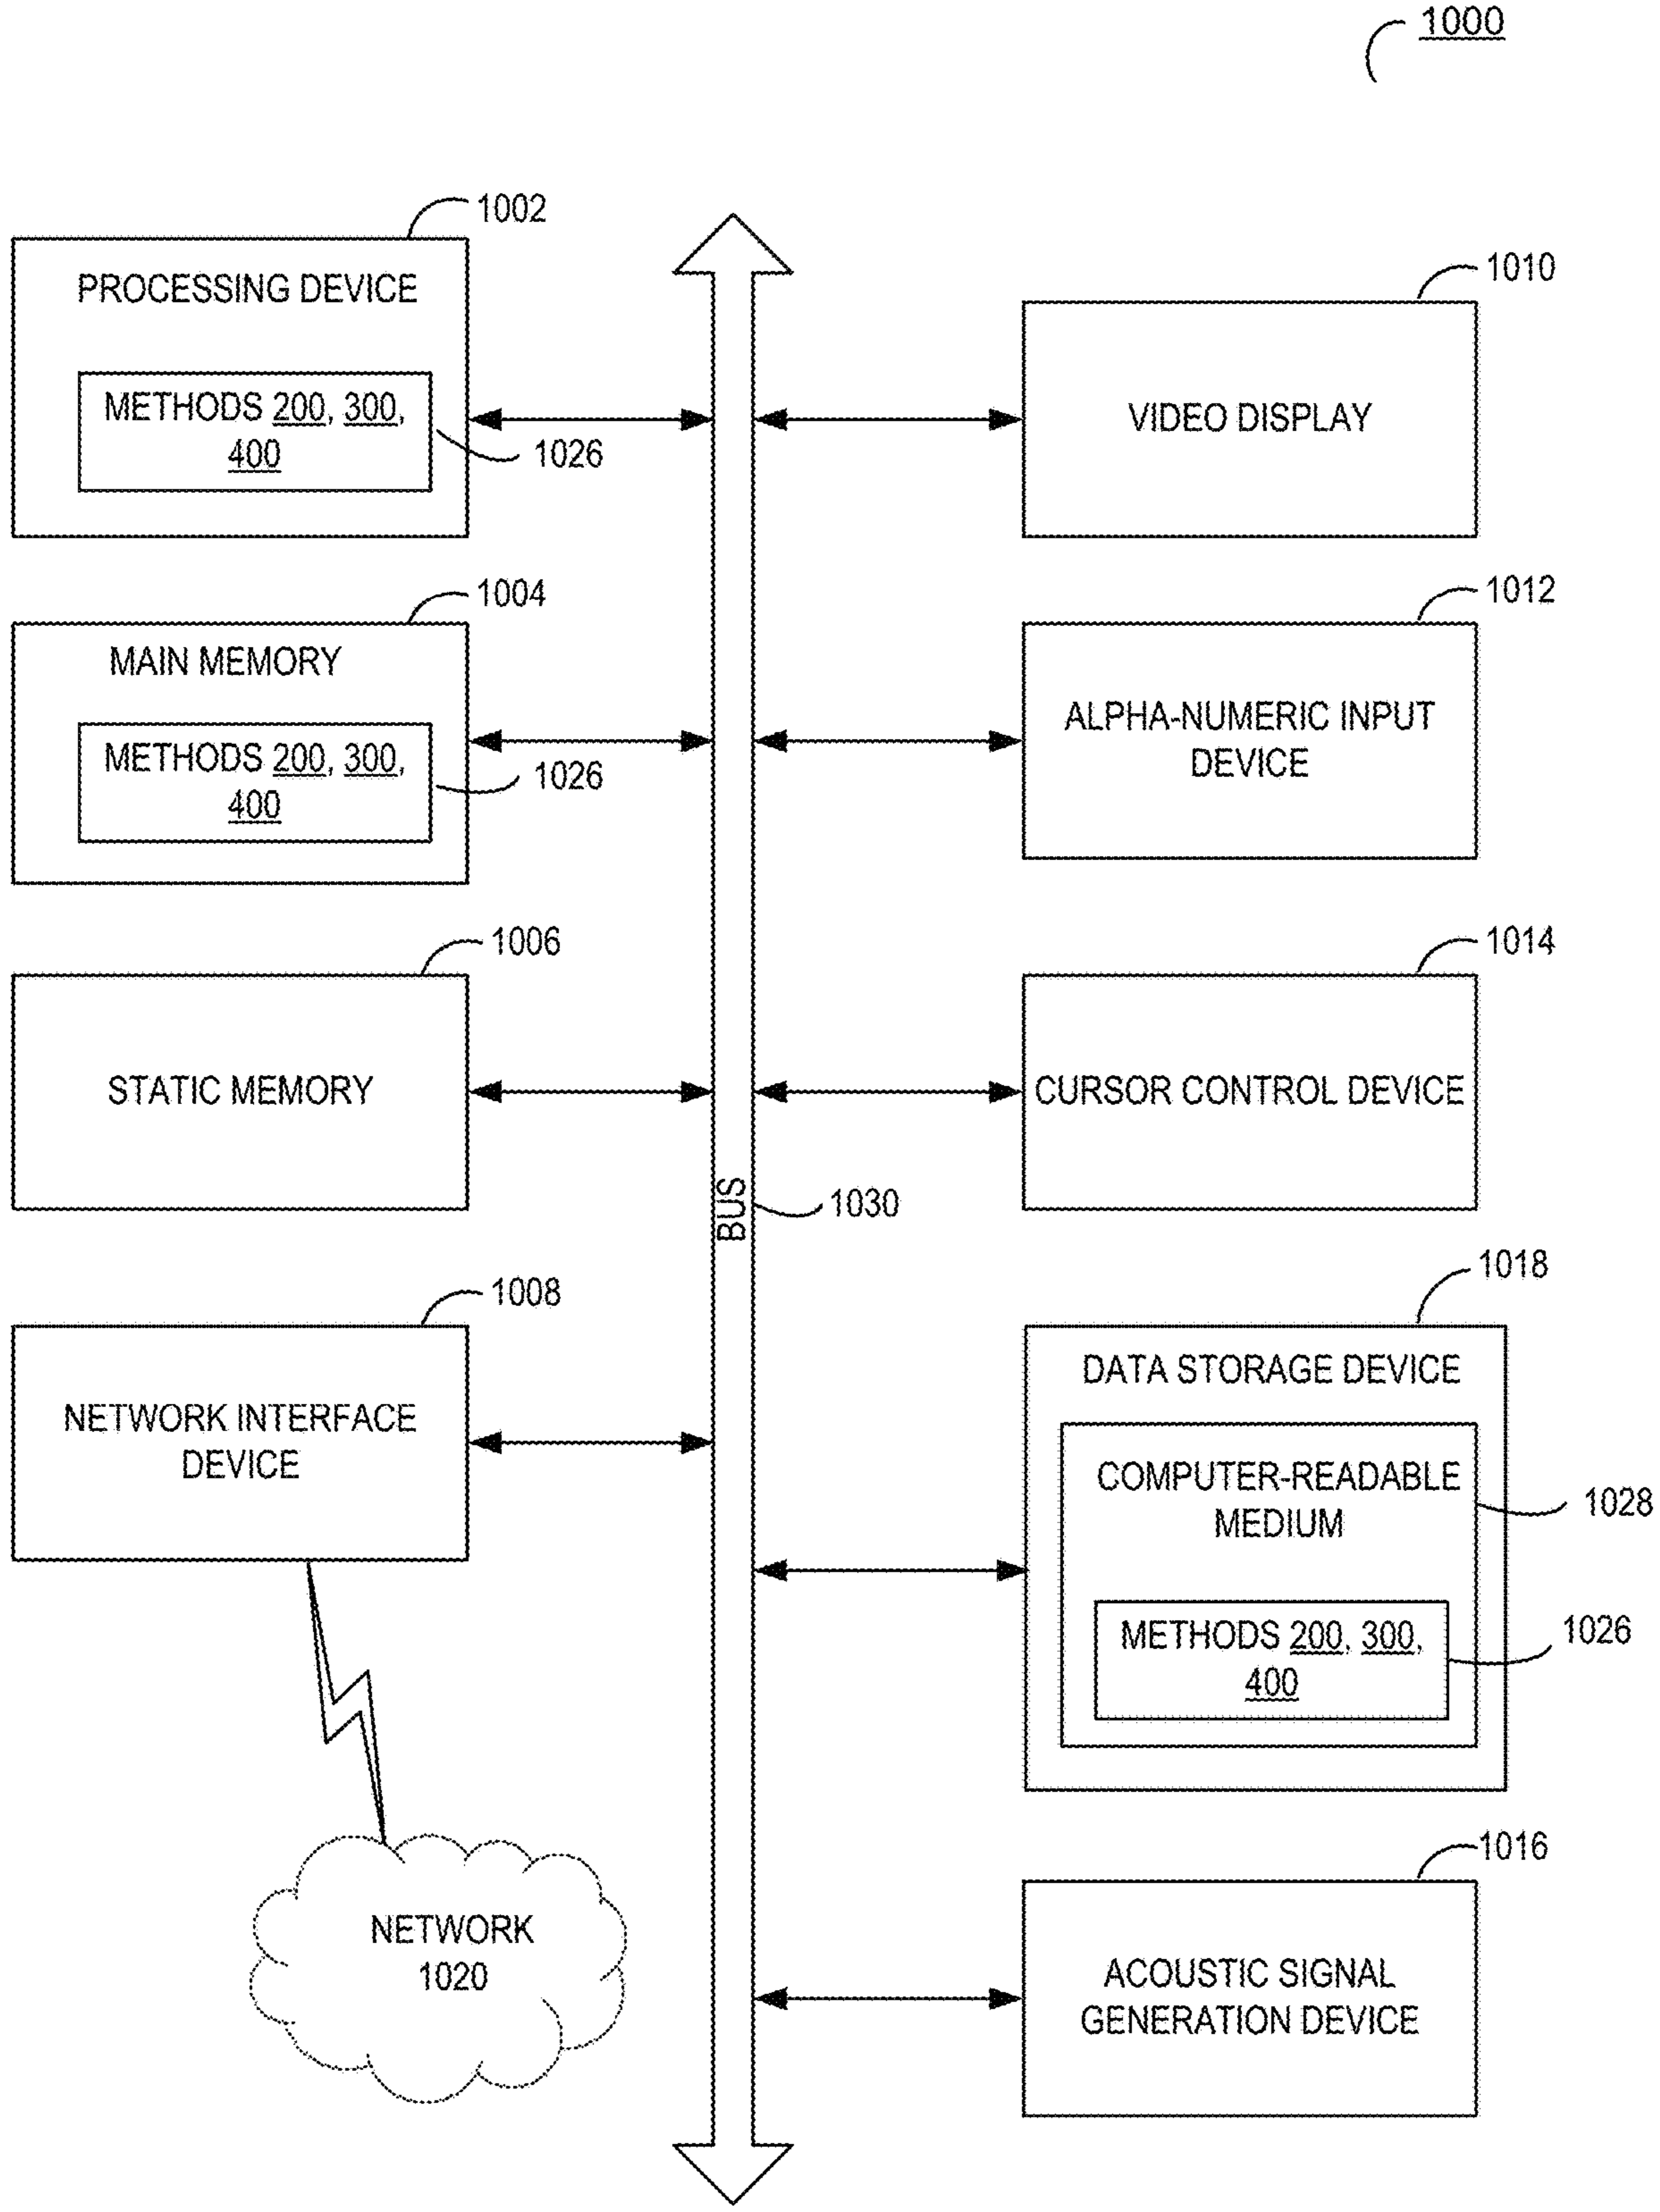 1000
1002
PROCESSING DEVICE
METHODS 200, 300,
400
1026
1004
MAIN MEMORY
METHODS 200, 300,
400
1026
1006
STATIC MEMORY
1008
NETWORK INTERFACE
DEVICE
NETWORK
1020
BUS
1030
1010
VIDEO DISPLAY
1012
ALPHA-NUMERIC INPUT
DEVICE
1014
CURSOR CONTROL DEVICE
1018
DATA STORAGE DEVICE
COMPUTER-READABLE
MEDIUM
1028
METHODS 200, 300,
400
1026
1016
ACOUSTIC SIGNAL
GENERATION DEVICE